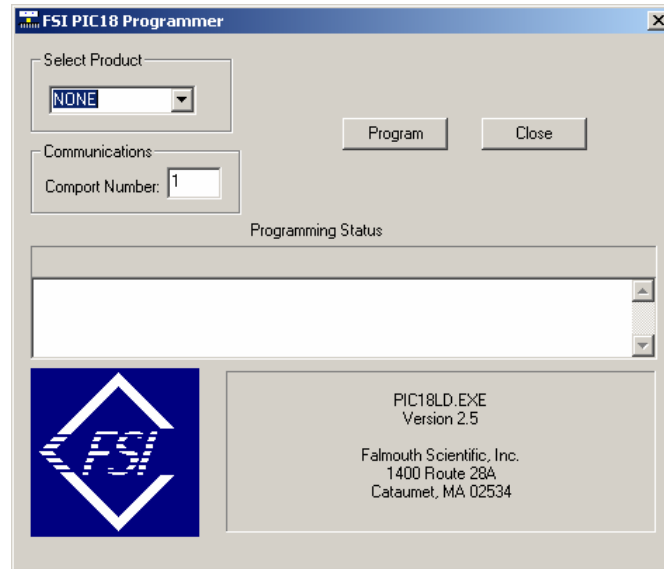 FSI PIC18 Programmer
Select Product
NONE
Program
Close
Communications
Comport Number: 1
Programming Status
FSI
PIC18LD.EXE
Version 2.5
Falmouth Scientific, Inc.
1400 Route 28A
Cataumet, MA 02534